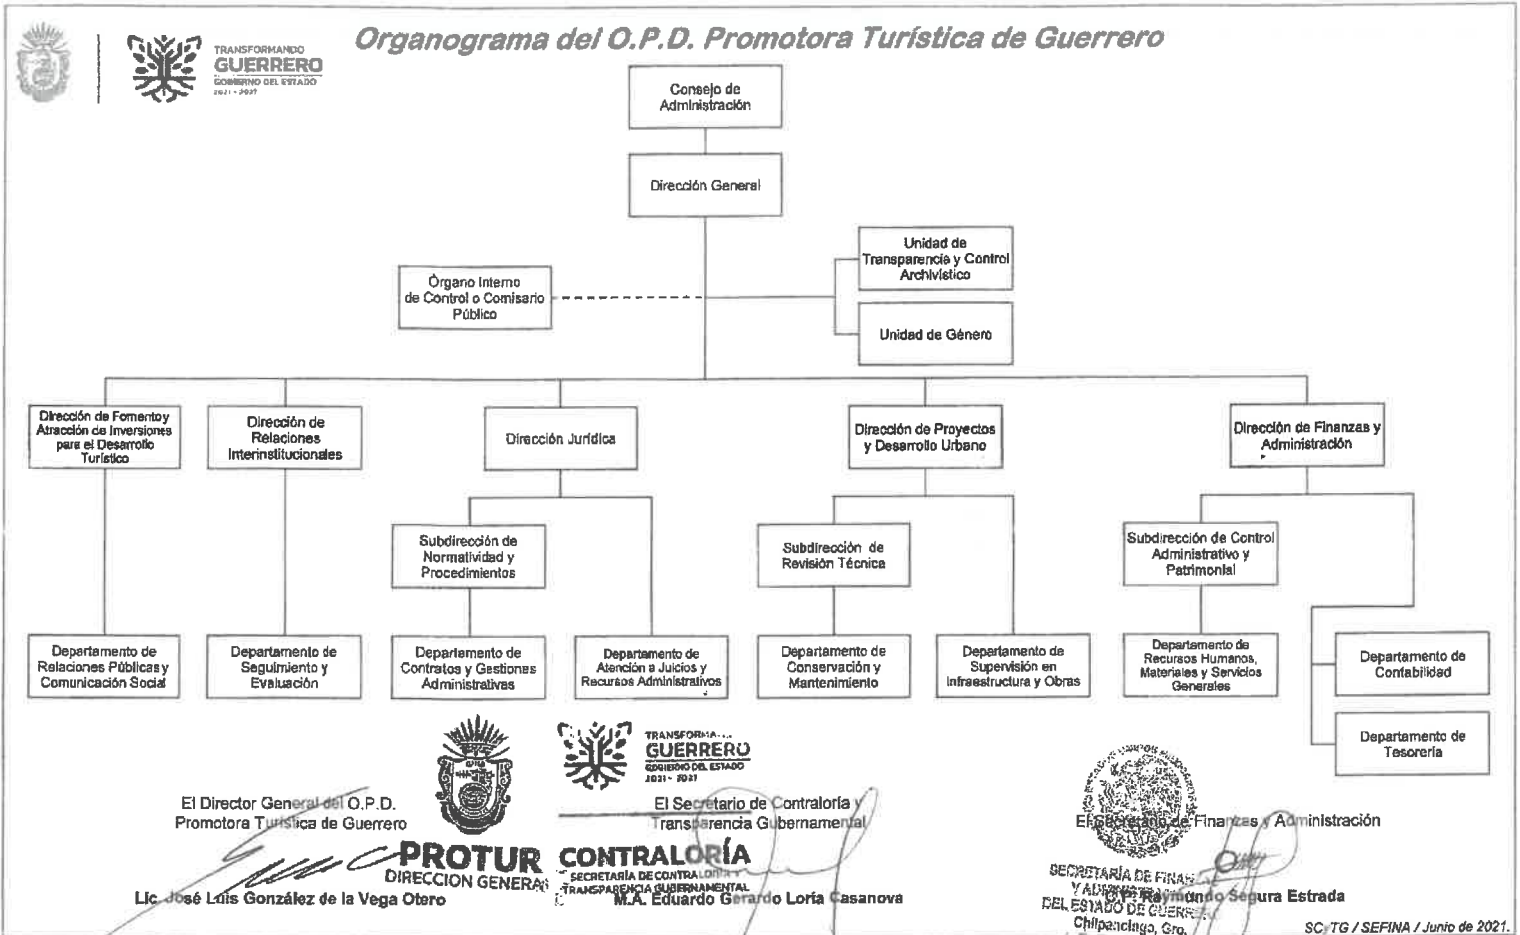 Organograma del O.P.D. Promotora Turística de Guerrero
TRANSFORMANDO
GUERRERO
GOBIERNO DEL ESTADO
2021 - 2027
Consejo de
Administración
Dirección General
Unidad de
Transparencia y Control
Archivístico
Órgano Interno
de Control o Comisario
Público
Unidad de Género
Dirección de Fomento y
Atracción de Inversiones
para el Desarrollo
Turístico
Dirección de
Relaciones
Interinstitucionales
Dirección Jurídica
Dirección de Proyectos
y Desarrollo Urbano
Dirección de Finanzas y
Administración
Subdirección de
Normatividad y
Procedimientos
Subdirección de
Revisión Técnica
Subdirección de Control
Administrativo y
Patrimonial
Departamento de
Relaciones Públicas y
Comunicación Social
Departamento de
Seguimiento y
Evaluación
Departamento de
Contratos y Gestiones
Administrativas
Departamento de
Atención a Juicios y
Recursos Administrativos
Departamento de
Conservación y
Mantenimiento
Departamento de
Supervisión en
Infraestructura y Obras
Departamento de
Recursos Humanos,
Materiales y Servicios
Generales
Departamento de
Contabilidad
Departamento de
Tesorería
El Director General del O.P.D.
Promotora Turística de Guerrero
PROTUR
DIRECCION GENERAL
Lic José Luis González de la Vega Otero
GUERRERO
GOBIERNO DEL ESTADO
2021 - 2027
El Secretario de Contraloría y
Transparencia Gubernamental
CONTRALORÍA
SECRETARÍA DE CONTRALORÍA Y
TRANSPARENCIA GUBERNAMENTAL
M.A. Eduardo Gerardo Loría Casanova
El Secretario de Finanzas y Administración
SECRETARÍA DE
DEL ESTADO DE
Chilpancingo, Gro.
C.P. Raymundo Segura Estrada
SCyTG / SEFINA / Junio de 2021.